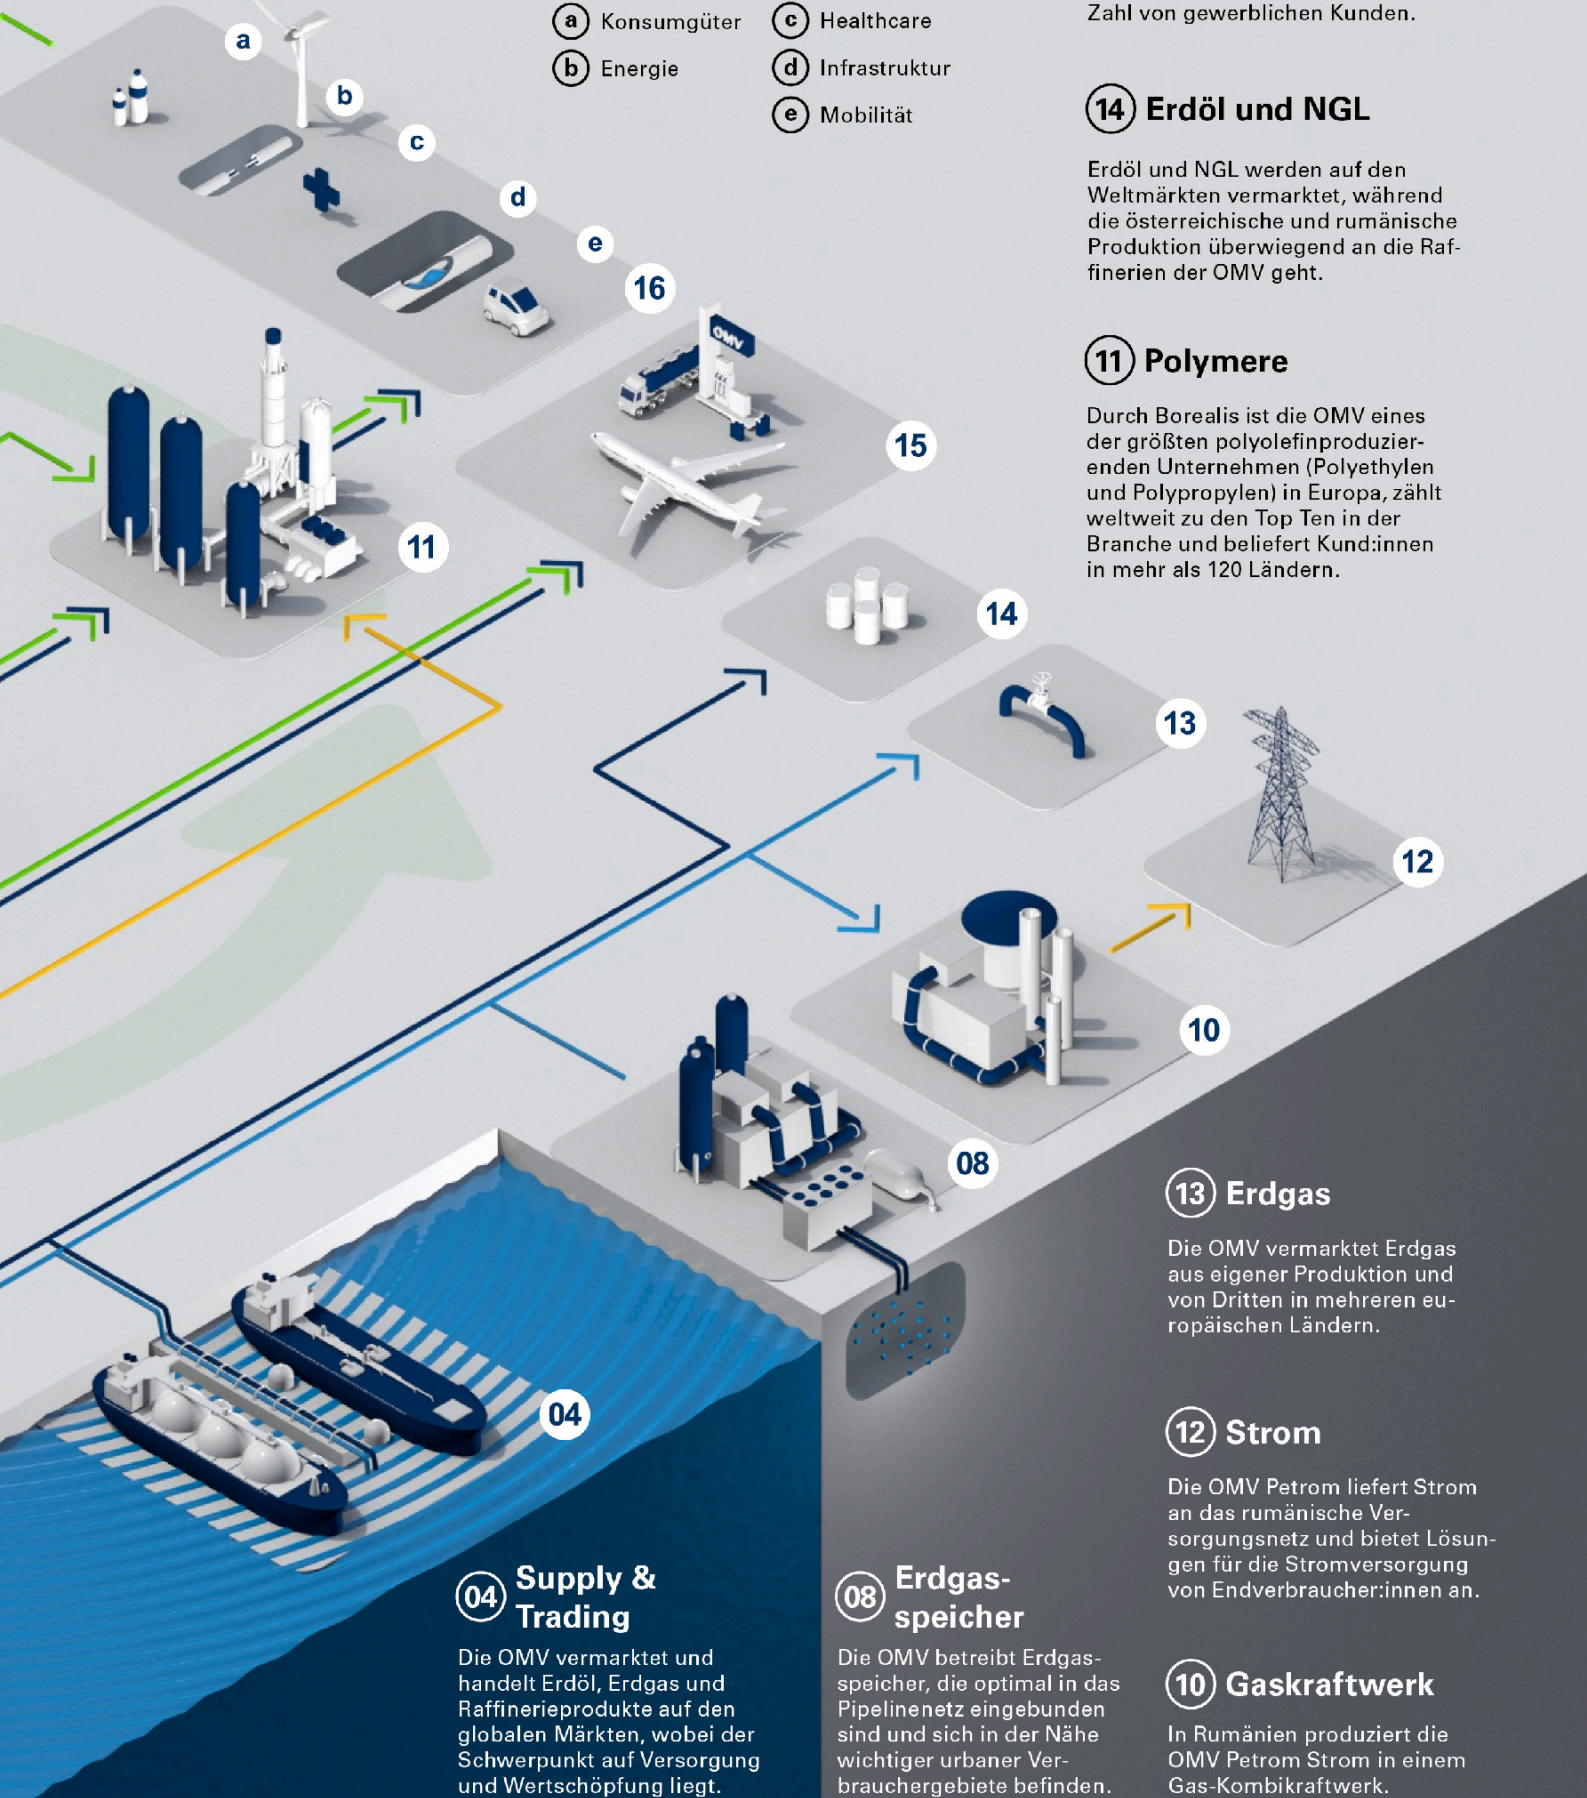 a Konsumgüter
b Energie
c Healthcare
d Infrastruktur
e Mobilität
Zahl von gewerblichen Kunden.
14 Erdöl und NGL
Erdöl und NGL werden auf den
Weltmärkten vermarktet, während
die österreichische und rumänische
Produktion überwiegend an die Raf-
finerien der OMV geht.
11 Polymere
Durch Borealis ist die OMV eines
der größten polyolefinproduzier-
enden Unternehmen (Polyethylen
und Polypropylen) in Europa, zählt
weltweit zu den Top Ten in der
Branche und beliefert Kund:innen
in mehr als 120 Ländern.
a
b
c
d
e
16
OMV
15
11
14
13
12
10
08
04
13 Erdgas
Die OMV vermarktet Erdgas
aus eigener Produktion und
von Dritten in mehreren eu-
ropäischen Ländern.
12 Strom
Die OMV Petrom liefert Strom
an das rumänische Ver-
sorgungsnetz und bietet Lösun-
gen für die Stromversorgung
von Endverbraucher:innen an.
04 Supply &
Trading
Die OMV vermarktet und
handelt Erdöl, Erdgas und
Raffinerieprodukte auf den
globalen Märkten, wobei der
Schwerpunkt auf Versorgung
und Wertschöpfung liegt.
08 Erdgas-
speicher
Die OMV betreibt Erdgas-
speicher, die optimal in das
Pipelinenetz eingebunden
sind und sich in der Nähe
wichtiger urbaner Ver-
brauchergebiete befinden.
10 Gaskraftwerk
In Rumänien produziert die
OMV Petrom Strom in einem
Gas-Kombikraftwerk.